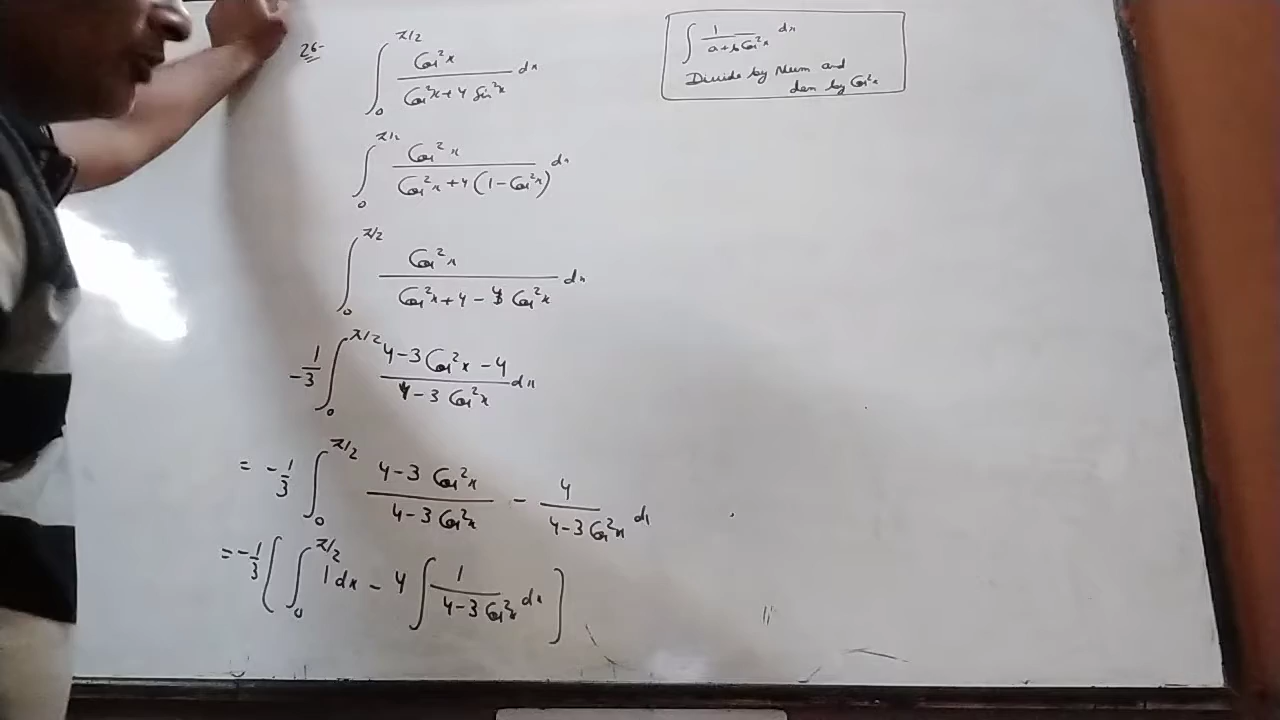 26- ∫₀^π/2 Cos²x / Cos²x + 4 Sin²x dx
∫₀^π/2 Cos²x / Cos²x + 4(1 - Cos²x) dx
∫₀^π/2 Cos²x / Cos²x + 4 - 4 Cos²x dx
-1/3 ∫₀^π/2 4 - 3 Cos²x - 4 / 4 - 3 Cos²x dx
= -1/3 ∫₀^π/2 4 - 3 Cos²x / 4 - 3 Cos²x - 4 / 4 - 3 Cos²x dx
= -1/3 [ ∫₀^π/2 1 dx - 4 ∫ 1 / 4 - 3 Cos²x dx ]
∫ 1 / a + b Cos²x dx
Divide by Num and
den by Cos²x